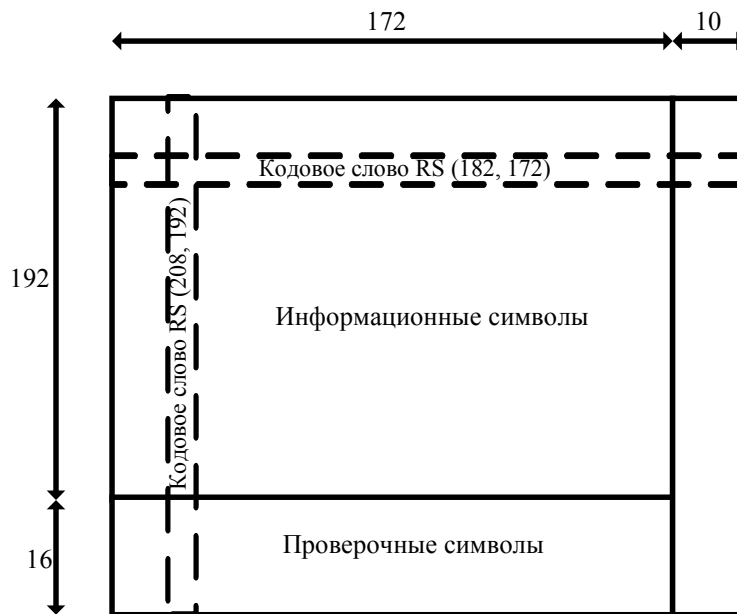 172
10
Кодовое слово RS (182, 172)
Кодовое слово RS (208, 192)
192
Информационные символы
Проверочные символы
16